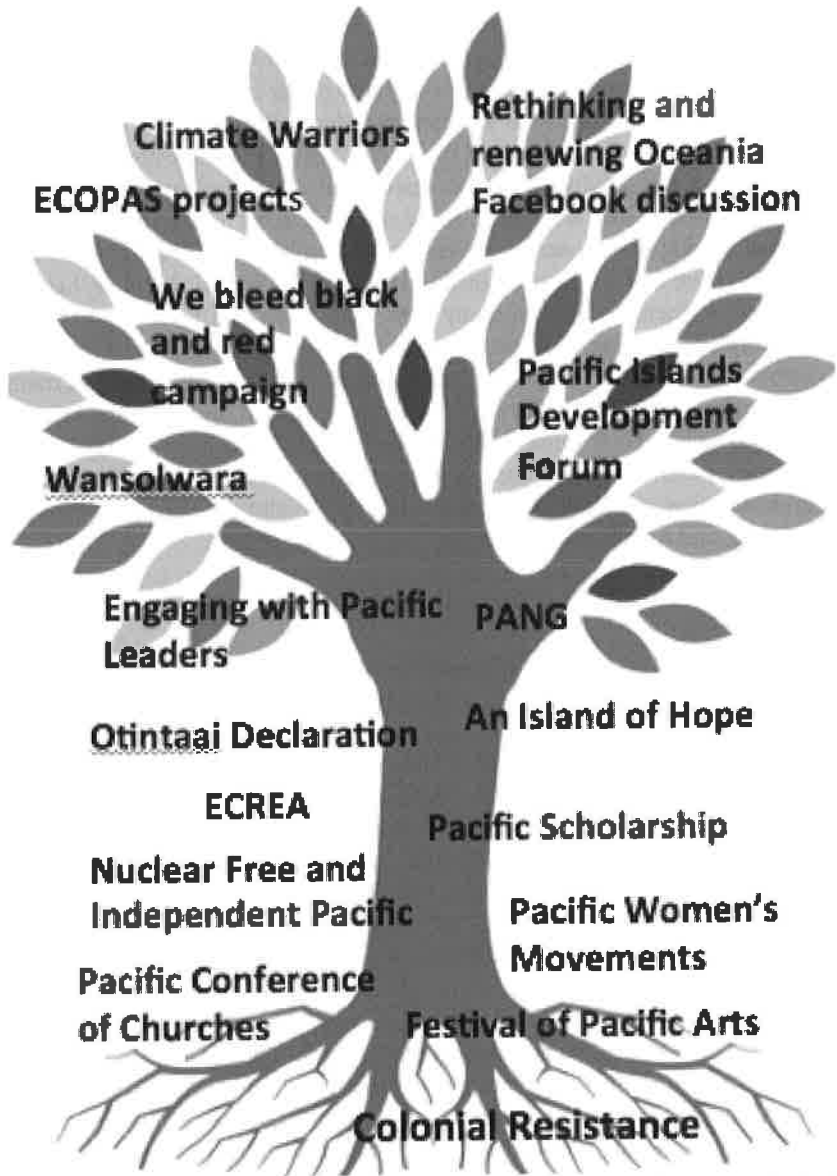 Climate Warriors
Rethinking and
renewing Oceania
Facebook discussion
ECOPAS projects
We bleed black
and red
campaign
Pacific Islands
Development
Forum
Wansolwara
Engaging with Pacific
Leaders
PANG
Otintaai Declaration
An Island of Hope
ECREA
Pacific Scholarship
Nuclear Free and
Independent Pacific
Pacific Women's
Movements
Pacific Conference
of Churches
Festival of Pacific Arts
Colonial Resistance